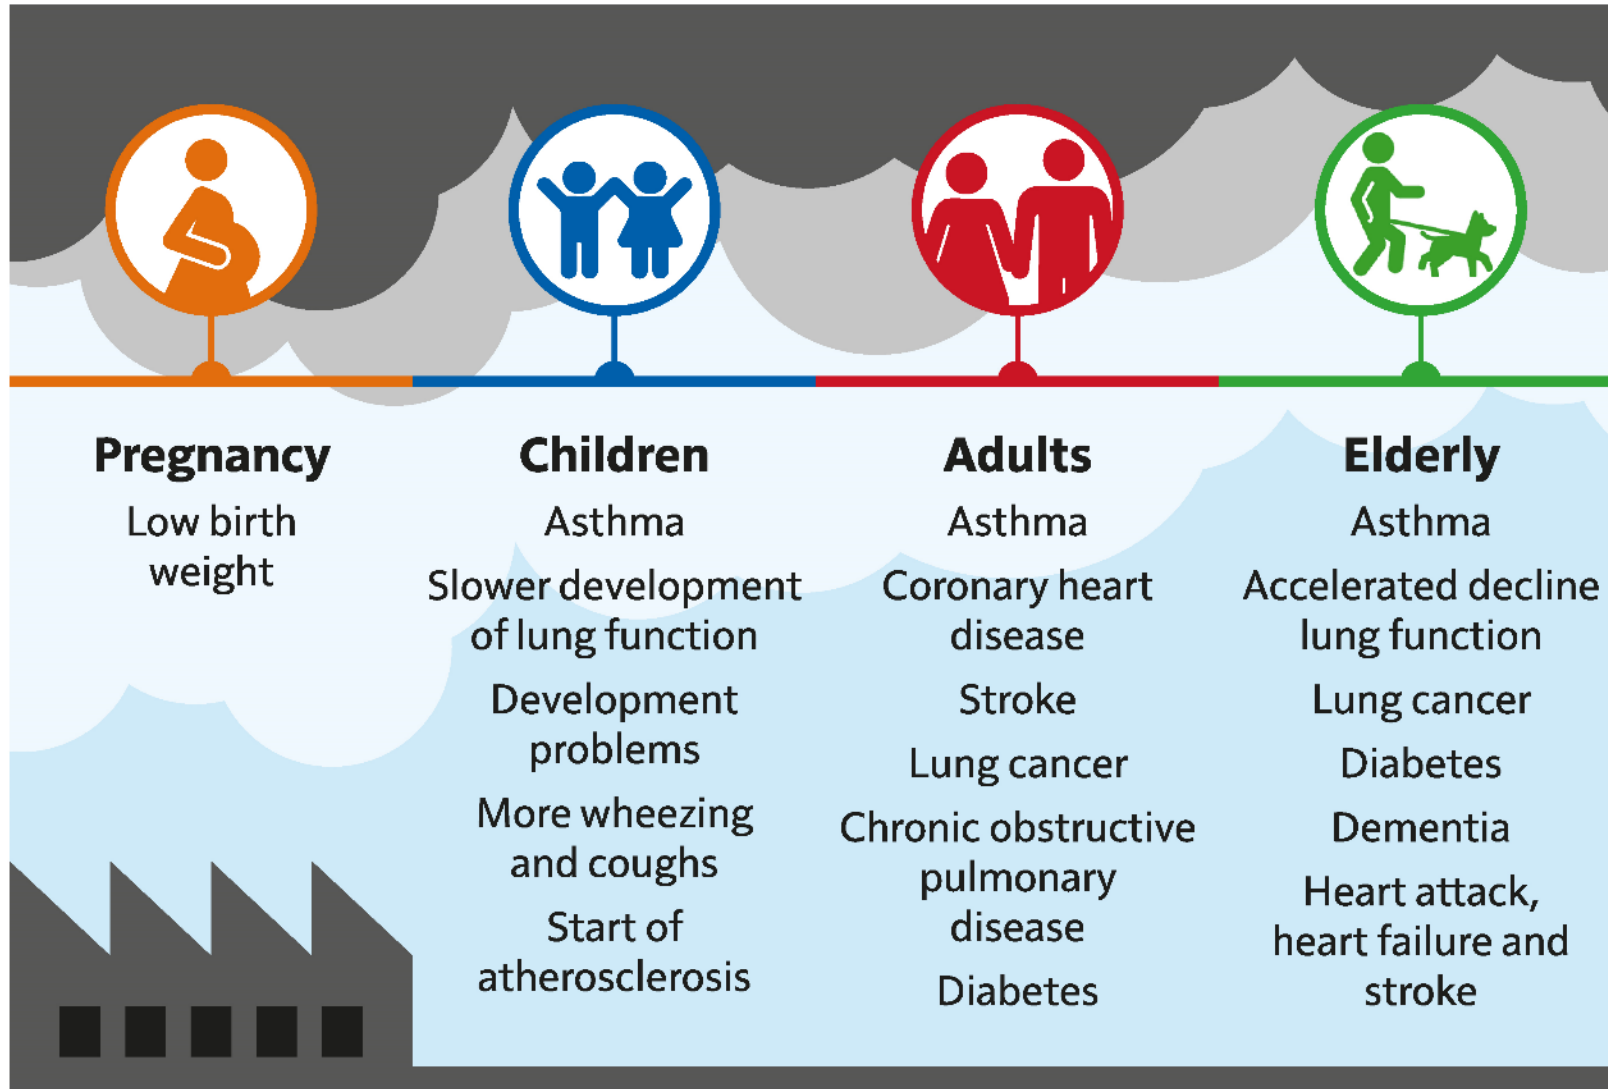 Pregnancy
Low birth
weight
Children
Asthma
Slower development
of lung function
Development
problems
More wheezing
and coughs
Start of
atherosclerosis
Adults
Asthma
Coronary heart
disease
Stroke
Lung cancer
Chronic obstructive
pulmonary
disease
Diabetes
Elderly
Asthma
Accelerated decline
lung function
Lung cancer
Diabetes
Dementia
Heart attack,
heart failure and
stroke